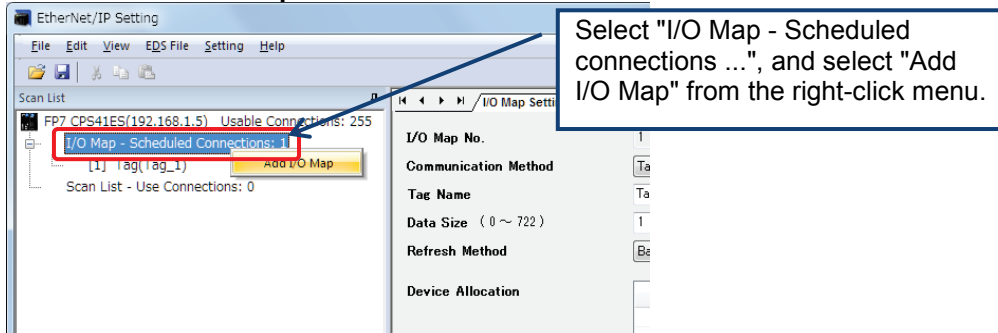 EtherNet/IP Setting
File Edit View EDS File Setting Help
Select "I/O Map - Scheduled
connections ...", and select "Add
I/O Map" from the right-click menu.
Scan List
FP7 CPS41ES(192.168.1.5) Usable Connections: 255
I/O Map - Scheduled Connections: 1
[1] Tag(Tag_1)
Add I/O Map
Scan List - Use Connections: 0
I/O Map Setti
I/O Map No. 1
Communication Method Ta
Tag Name Ta
Data Size (0～722) 1
Refresh Method Ba
Device Allocation